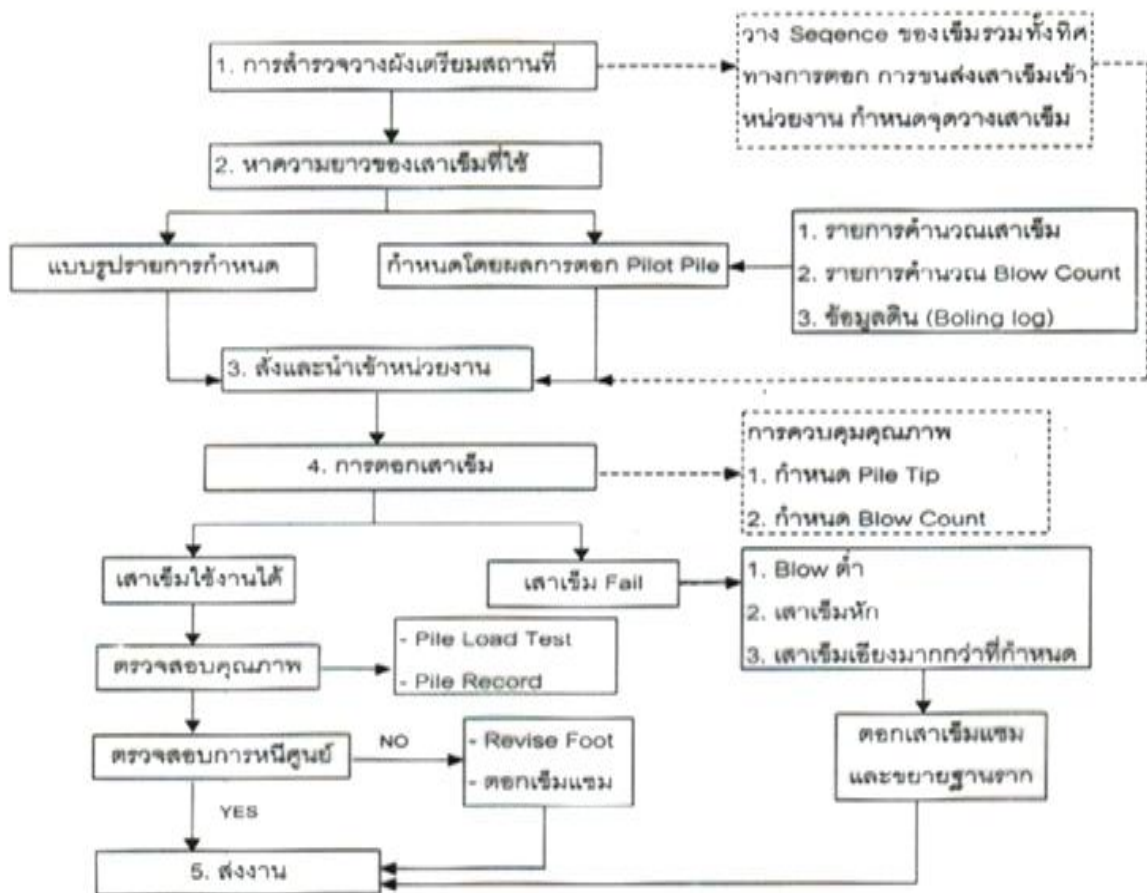 1. การสำรวจวางผังเตรียมสถานที่
วาง Seqence ของเข็มรวมทั้งทิศ
ทางการตอก การขนส่งเสาเข็มเข้า
หน่วยงาน กำหนดจุดวางเสาเข็ม
2. หาความยาวของเสาเข็มที่ใช้
แบบรูปรายการกำหนด
กำหนดโดยผลการตอก Pilot Pile
1. รายการคำนวณเสาเข็ม
2. รายการคำนวณ Blow Count
3. ข้อมูลดิน (Boling log)
3. สั่งและนำเข้าหน่วยงาน
4. การตอกเสาเข็ม
การควบคุมคุณภาพ
1. กำหนด Pile Tip
2. กำหนด Blow Count
เสาเข็มใช้งานได้
เสาเข็ม Fail
1. Blow ต่ำ
2. เสาเข็มหัก
3. เสาเข็มเอียงมากกว่าที่กำหนด
ตรวจสอบคุณภาพ
- Pile Load Test
- Pile Record
ตรวจสอบการหนีศูนย์
NO
- Revise Foot
- ตอกเข็มแซม
ตอกเสาเข็มแซม
และขยายฐานราก
YES
5. ส่งงาน